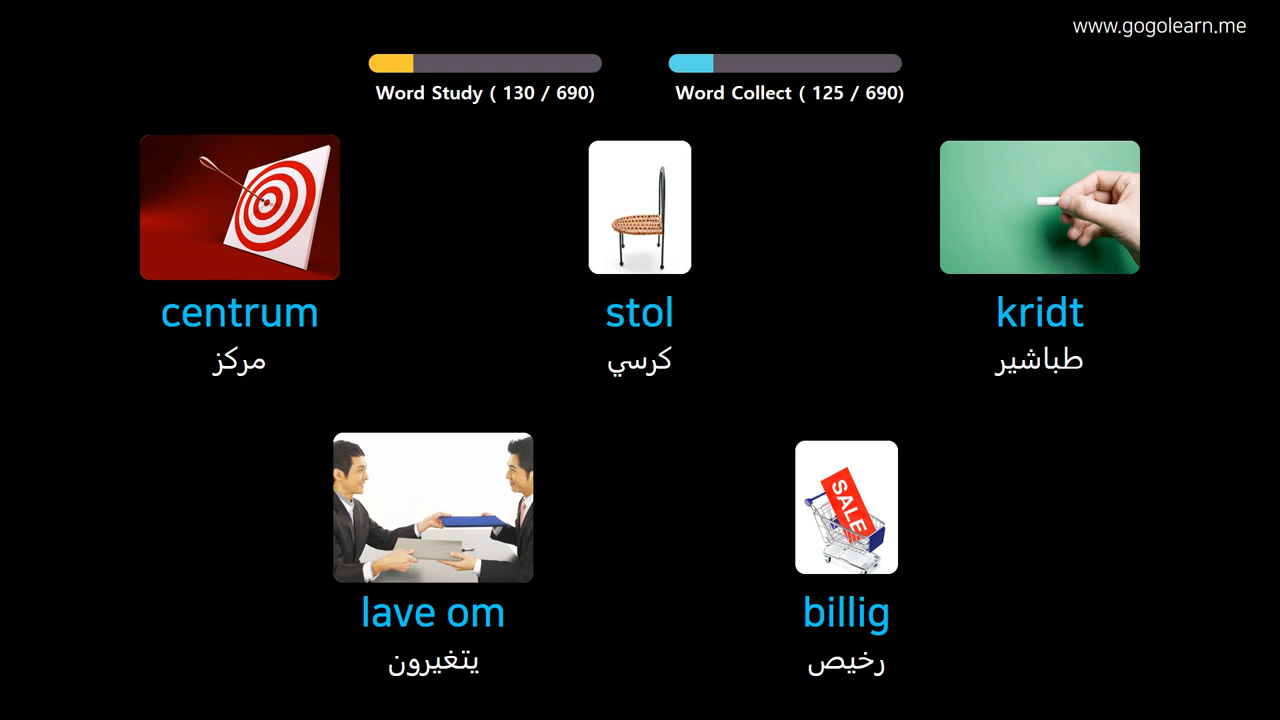 www.gogolearn.me
Word Study ( 130 / 690)
Word Collect ( 125 / 690)
centrum
مركز
stol
كرسي
kridt
طباشير
SALE
lave om
يتغيرون
billig
رخيص